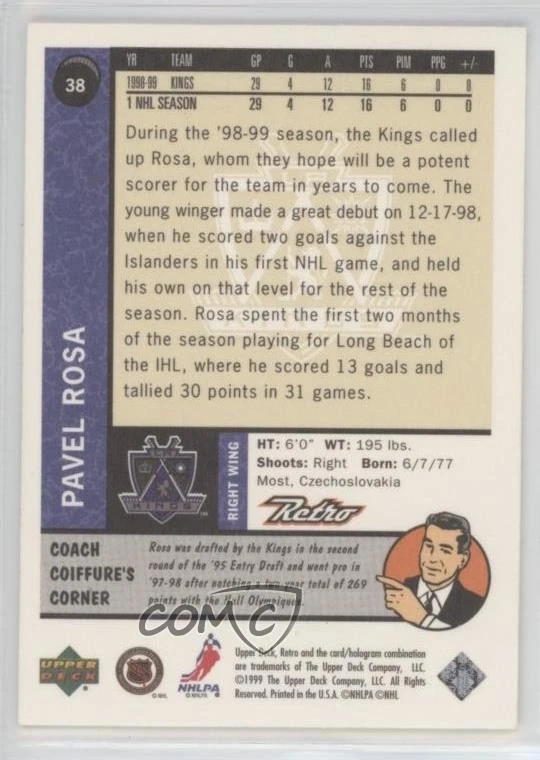 38
YR TEAM GP G A PTS PIM PPG +/-
1998-99 KINGS 29 4 12 16 6 0 0
1 NHL SEASON 29 4 12 16 6 0 0
During the '98-99 season, the Kings called
up Rosa, whom they hope will be a potent
scorer for the team in years to come. The
young winger made a great debut on 12-17-98,
when he scored two goals against the
Islanders in his first NHL game, and held
his own on that level for the rest of the
season. Rosa spent the first two months
of the season playing for Long Beach of
the IHL, where he scored 13 goals and
tallied 30 points in 31 games.
PAVEL ROSA
LA
KINGS
TM
RIGHT WING
HT: 6'0" WT: 195 lbs.
Shoots: Right Born: 6/7/77
Most, Czechoslovakia
Retro
COACH
COIFFURE'S
CORNER
Rosa was drafted by the Kings in the second
round of the '95 Entry Draft and went pro in
'97-98 after notching a two-year total of 269
points with the Hull Olympiques.
COMC
UPPER
DECK
NHL
©NHL
NHLPA
©NHLPA
Upper Deck, Retro and the card/hologram combination
are trademarks of The Upper Deck Company, LLC.
©1999 The Upper Deck Company, LLC. All Rights
Reserved. Printed in the U.S.A. ©NHLPA ©NHL